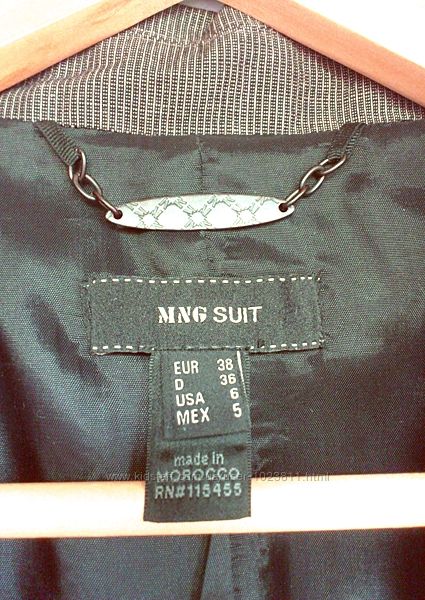 MNG SUIT
EUR 38
D 36
USA 6
MEX 5
made in
MOROCCO
RN#115455